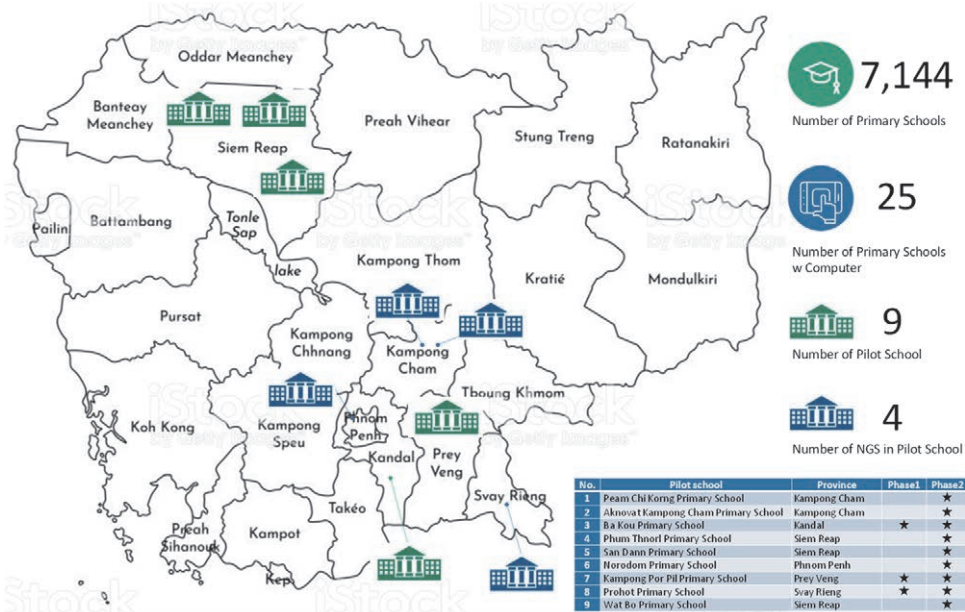 Oddar Meanchey
Banteay
Meanchey
Siem Reap
Preah Vihear
Stung Treng
Ratanakiri
Battambang
Pailin
Tonle
Sap
lake
Kampong Thom
Kratié
Mondulkiri
Pursat
Kampong
Chhnang
Kampong
Cham
Tboung Khmom
Koh Kong
Kampong
Speu
Phnom
Penh
Kandal
Prey
Veng
Svay Rieng
Takéo
Preah
Sihanouk
Kampot
Kep
iStock
by Getty Images™
7,144
Number of Primary Schools
25
Number of Primary Schools
w Computer
9
Number of Pilot School
4
Number of NGS in Pilot School
No. Pilot school Province Phase1 Phase2
1 Peam Chi Korng Primary School Kampong Cham ★
2 Aknovat Kampong Cham Primary School Kampong Cham ★
3 Ba Kou Primary School Kandal ★ ★
4 Phum Thnorl Primary School Siem Reap ★
5 San Dann Primary School Siem Reap ★
6 Norodom Primary School Phnom Penh ★
7 Kampong Por Pil Primary School Prey Veng ★ ★
8 Prohot Primary School Svay Rieng ★ ★
9 Wat Bo Primary School Siem Reap ★